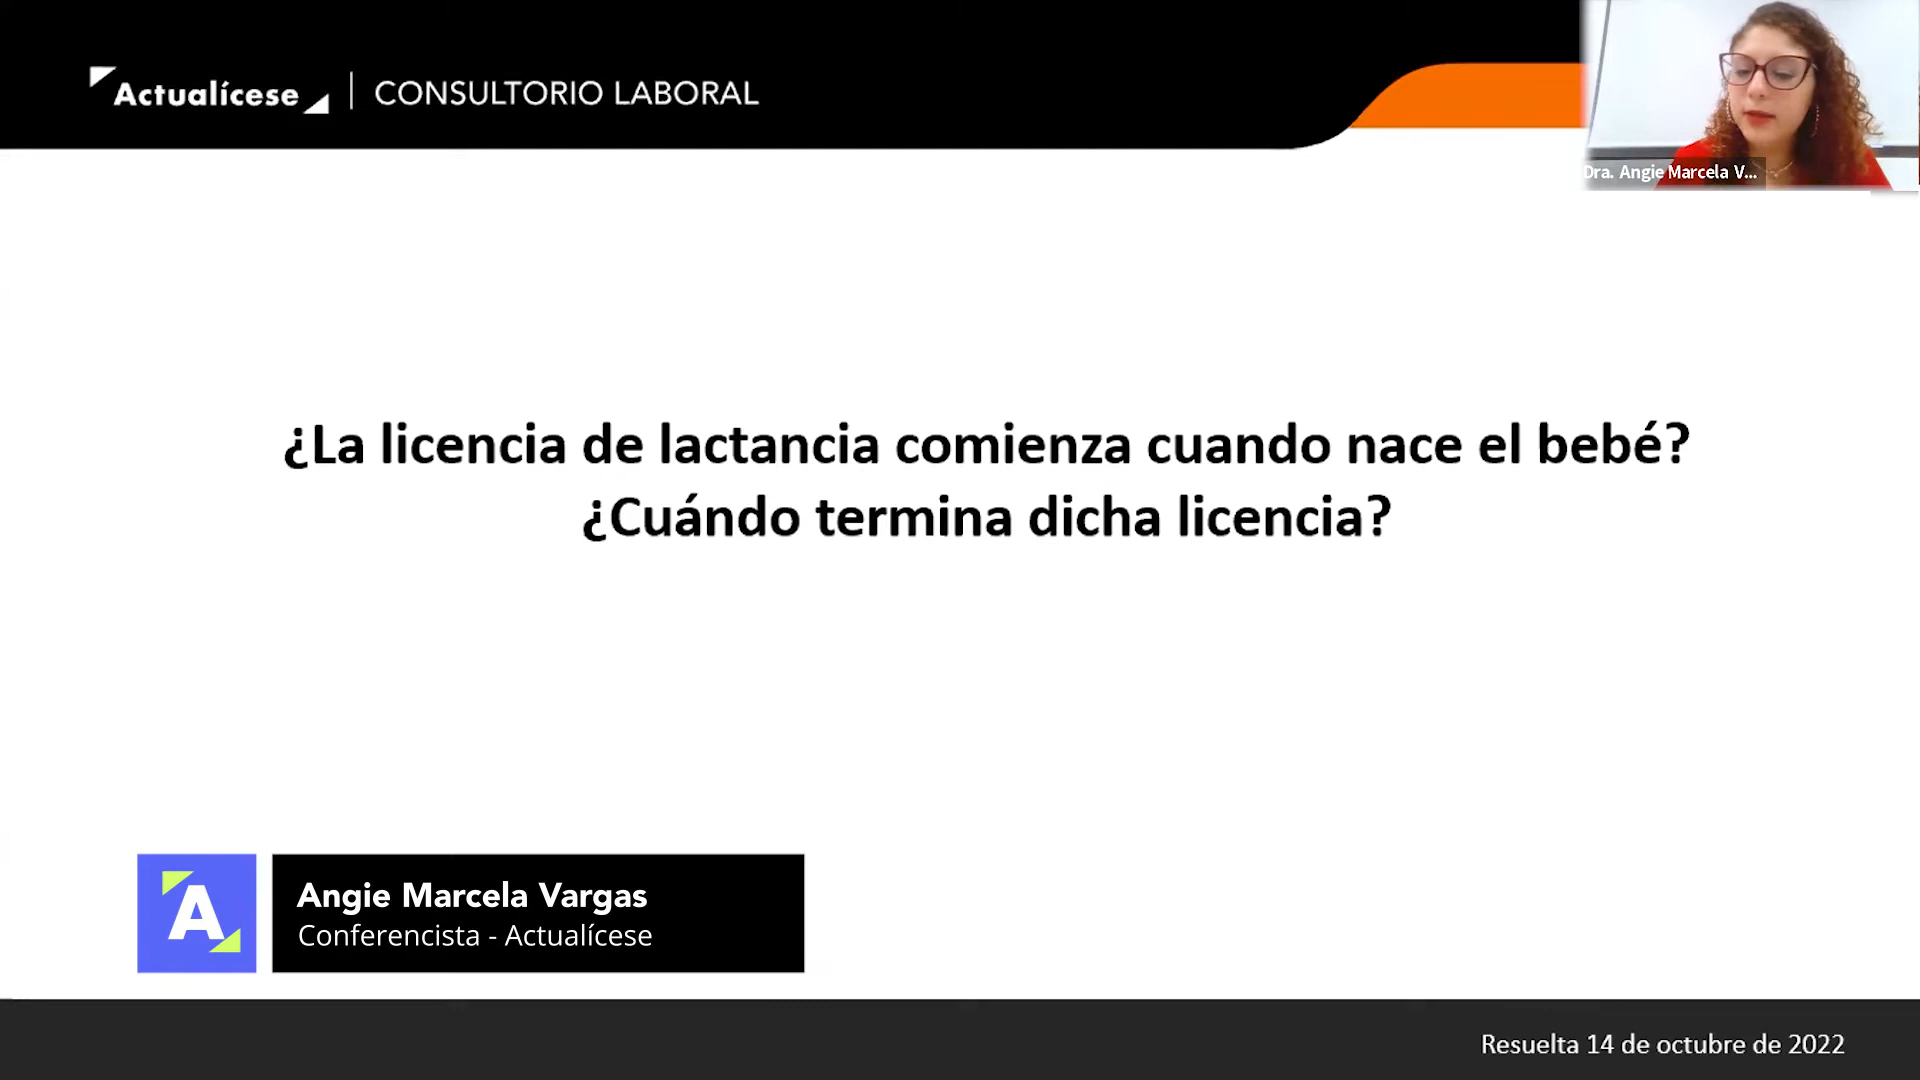 Actualícese | CONSULTORIO LABORAL
Dra. Angie Marcela V...
¿La licencia de lactancia comienza cuando nace el bebé?
¿Cuándo termina dicha licencia?
A
Angie Marcela Vargas
Conferencista - Actualícese
Resuelta 14 de octubre de 2022